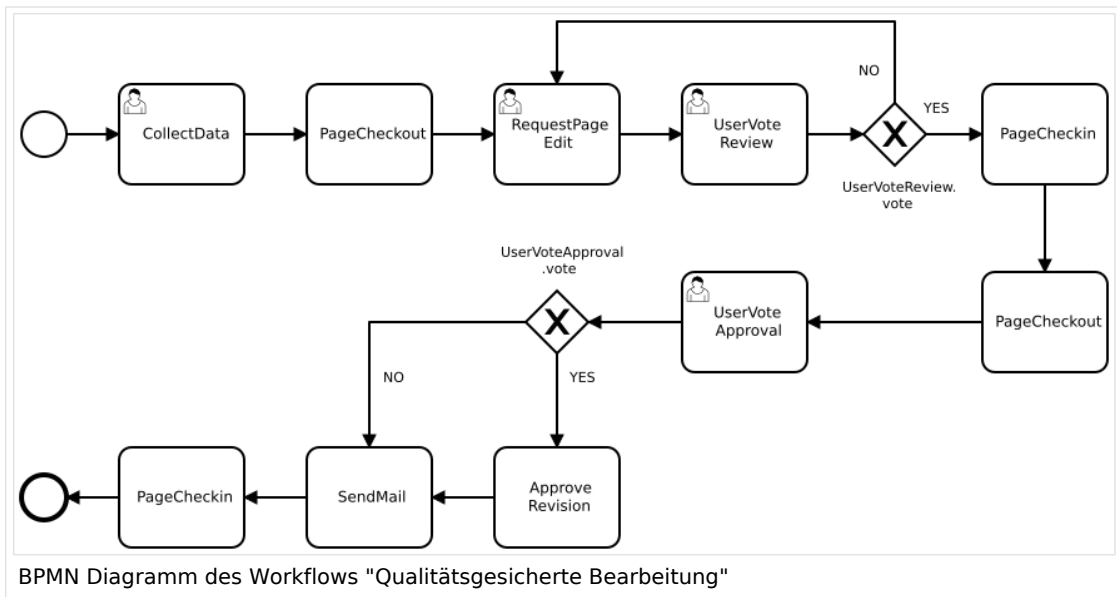 NO
CollectData
PageCheckout
RequestPage
Edit
UserVote
Review
YES
PageCheckin
UserVoteReview.
vote
UserVoteApproval
.vote
UserVote
Approval
PageCheckout
NO
YES
PageCheckin
SendMail
Approve
Revision
BPMN Diagramm des Workflows "Qualitätsgesicherte Bearbeitung"